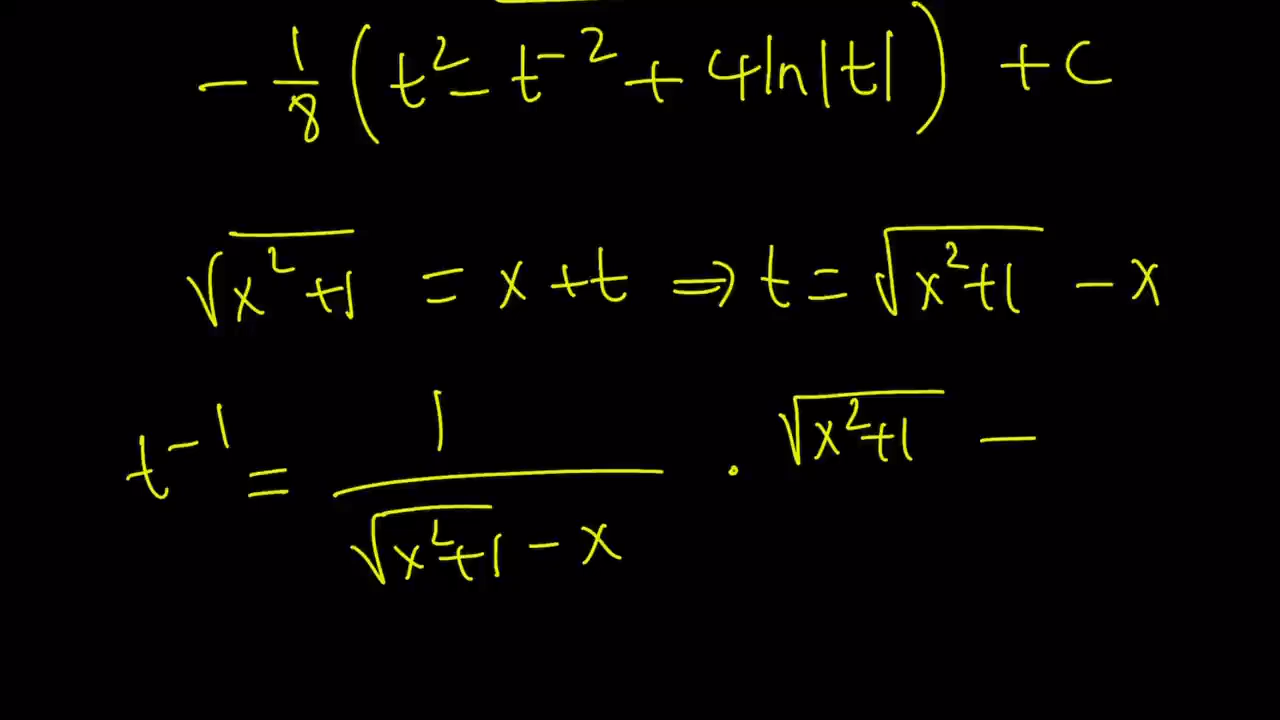 - 1/8 ( t² - t⁻² + 4ln|t| ) + C
√(x²+1) = x + t ⇒ t = √(x²+1) - x
t⁻¹ = 1/(√(x²+1) - x) · √(x²+1) -